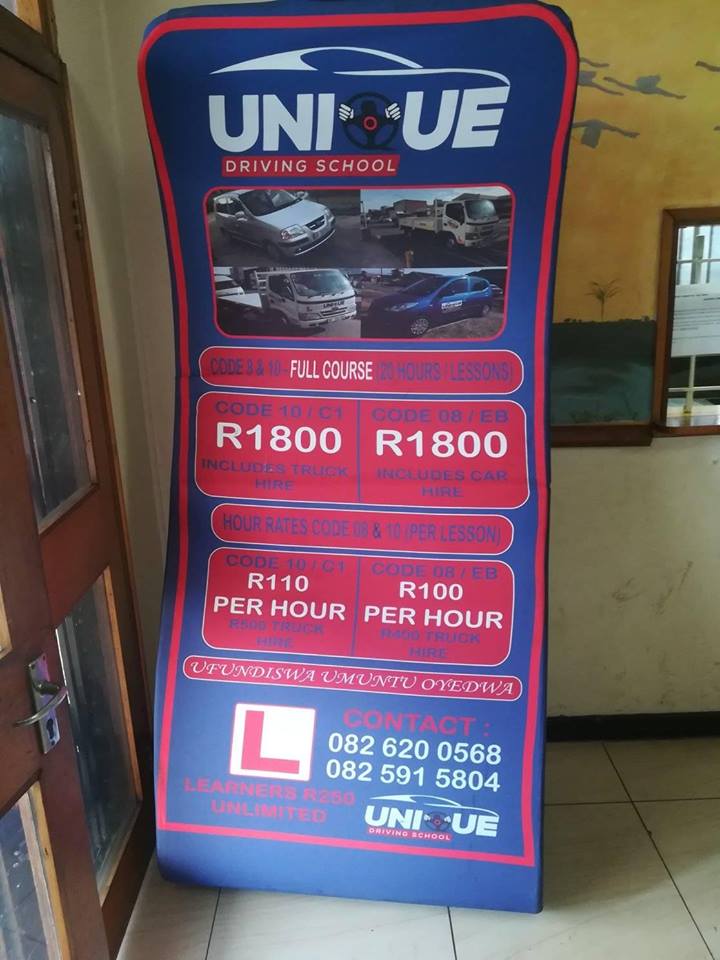 UNIQUE
DRIVING SCHOOL
UNIQUE
CODE 8 & 10 - FULL COURSE (20 HOURS / LESSONS)
CODE 10 / C1
R1800
INCLUDES TRUCK
HIRE
CODE 08 / EB
R1800
INCLUDES CAR
HIRE
HOUR RATES CODE 08 & 10 (PER LESSON)
CODE 10 / C1
R110
PER HOUR
R500 TRUCK
HIRE
CODE 08 / EB
R100
PER HOUR
R400 TRUCK
HIRE
UFUNDISWA UMUNTU OYEDWA
L
LEARNERS R250
UNLIMITED
CONTACT :
082 620 0568
082 591 5804
UNIQUE
DRIVING SCHOOL